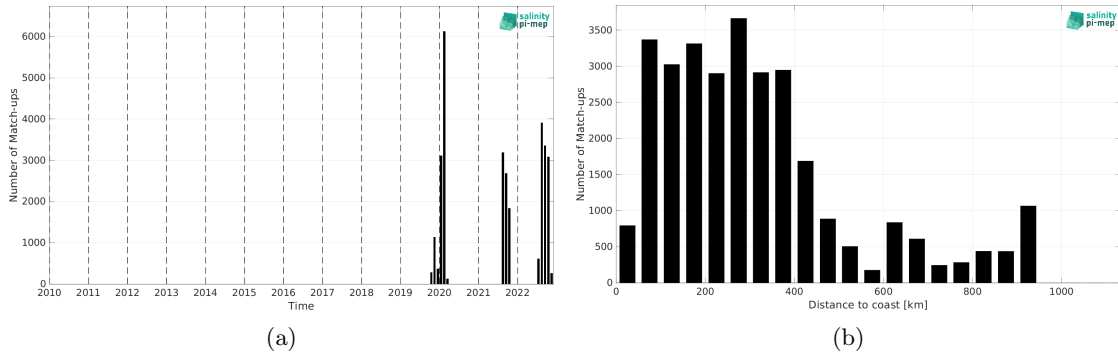 salinity
pi-mep
6000
5000
4000
3000
2000
1000
0
Number of Match-ups
2010 2011 2012 2013 2014 2015 2016 2017 2018 2019 2020 2021 2022
Time
(a)
salinity
pi-mep
3500
3000
2500
2000
1500
1000
500
0
Number of Match-ups
0 200 400 600 800 1000
Distance to coast [km]
(b)